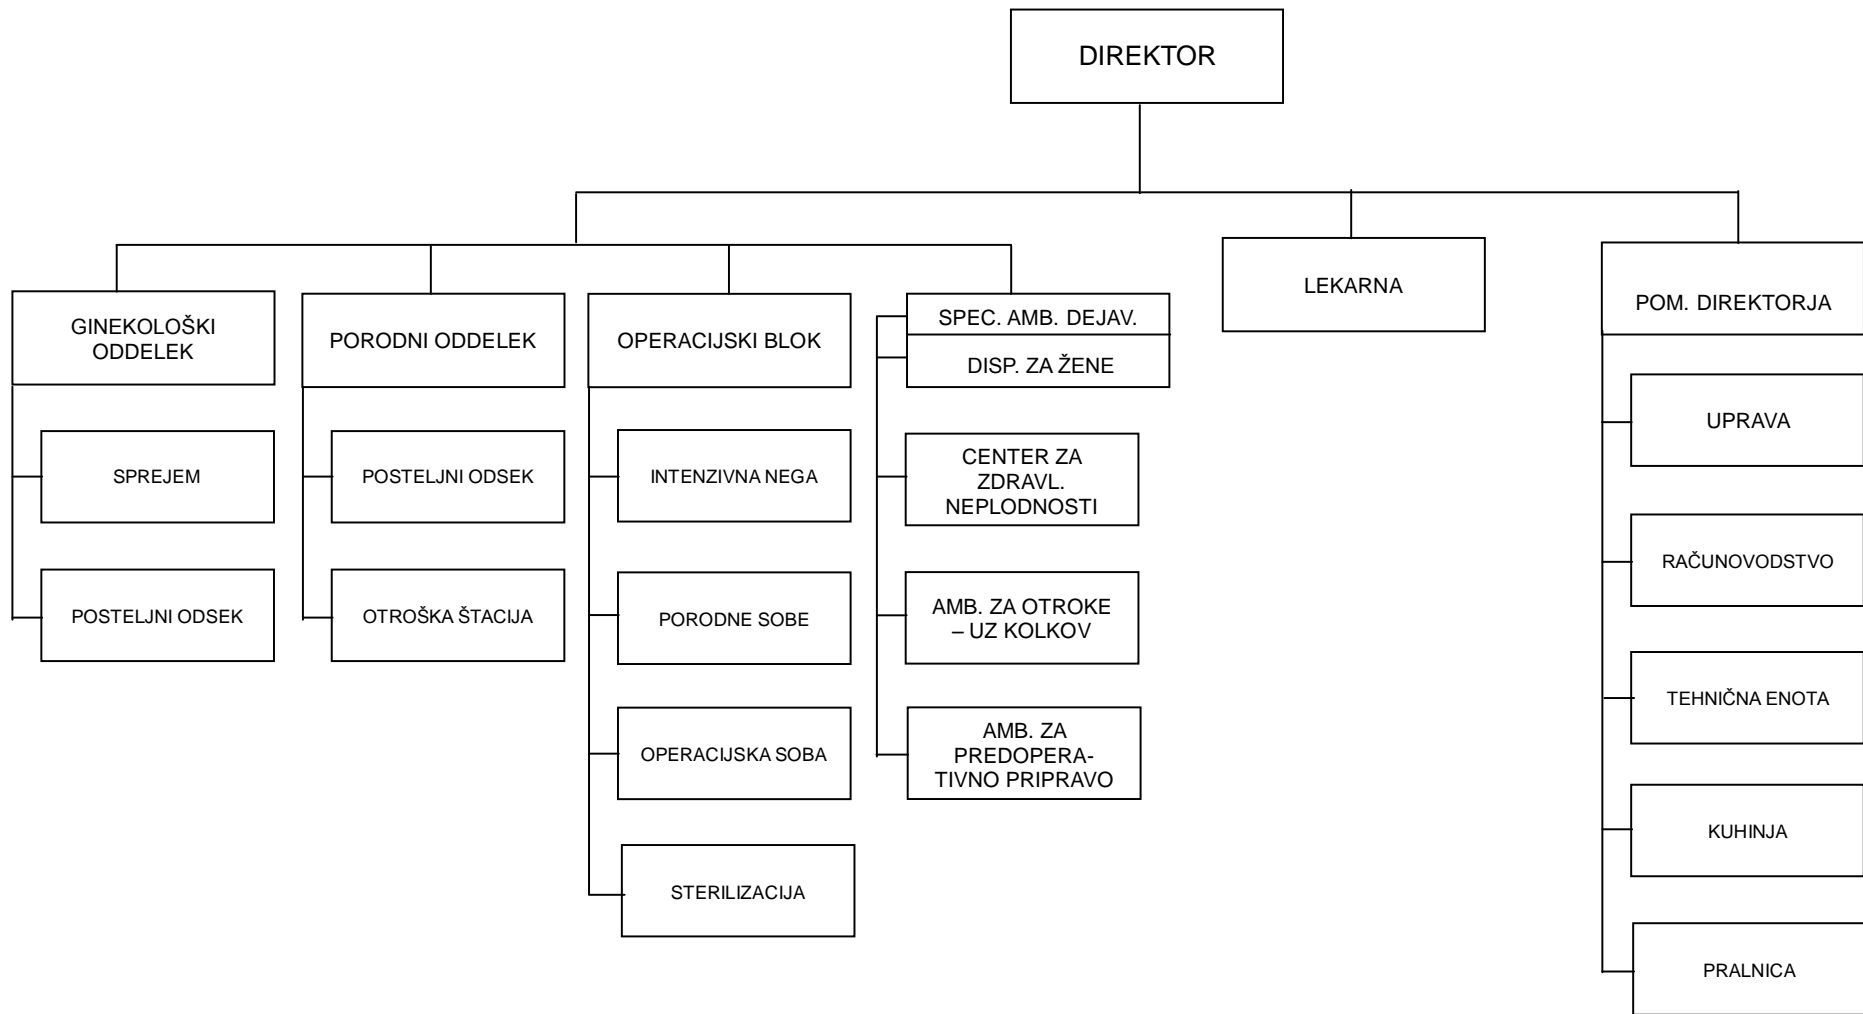 DIREKTOR
LEKARNA
POM. DIREKTORJA
GINEKOLOŠKI
ODDELEK
PORODNI ODDELEK
OPERACIJSKI BLOK
SPEC. AMB. DEJAV.
DISP. ZA ŽENE
SPREJEM
POSTELJNI ODSEK
POSTELJNI ODSEK
OTROŠKA ŠTACIJA
INTENZIVNA NEGA
PORODNE SOBE
OPERACIJSKA SOBA
STERILIZACIJA
CENTER ZA
ZDRAVL.
NEPLODNOSTI
AMB. ZA OTROKE
– UZ KOLKOV
AMB. ZA
PREDOPERA-
TIVNO PRIPRAVO
UPRAVA
RAČUNOVODSTVO
TEHNIČNA ENOTA
KUHINJA
PRALNICA